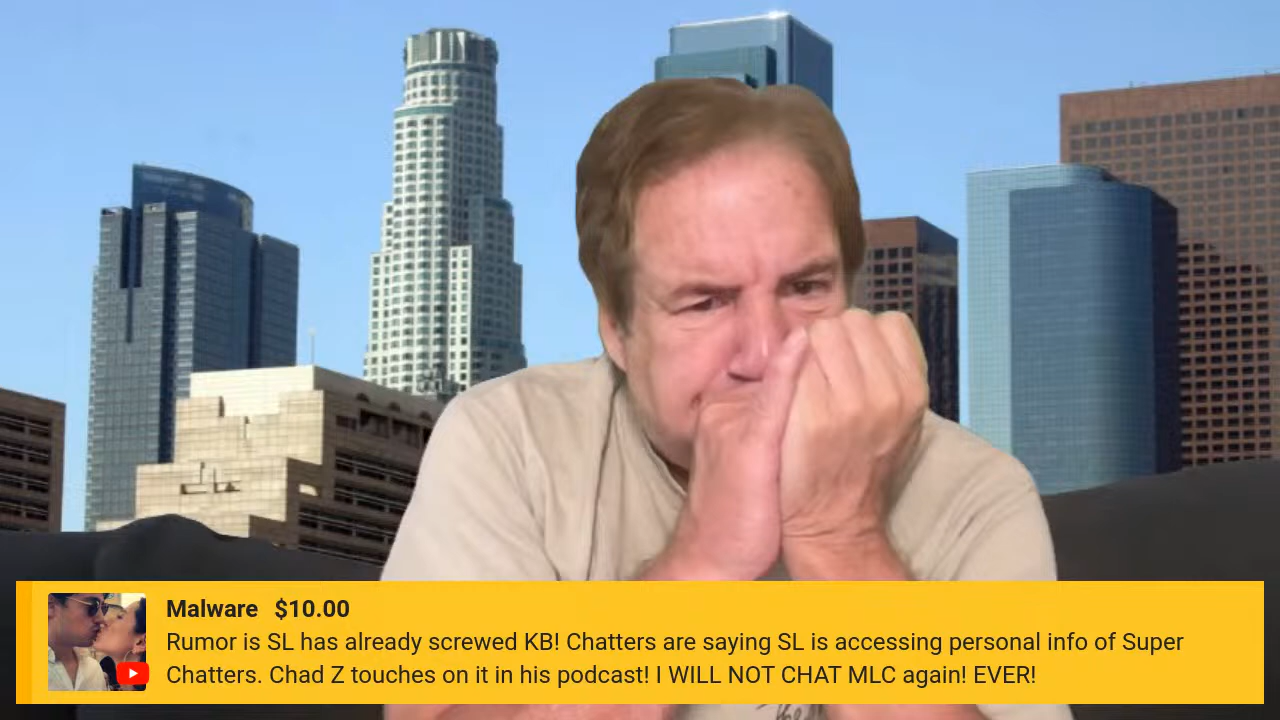 Malware $10.00
Rumor is SL has already screwed KB! Chatters are saying SL is accessing personal info of Super
Chatters. Chad Z touches on it in his podcast! I WILL NOT CHAT MLC again! EVER!
the